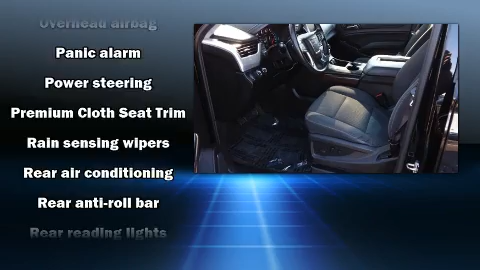 Overhead airbag
Panic alarm
Power steering
Premium Cloth Seat Trim
Rain sensing wipers
Rear air conditioning
Rear anti-roll bar
Rear reading lights